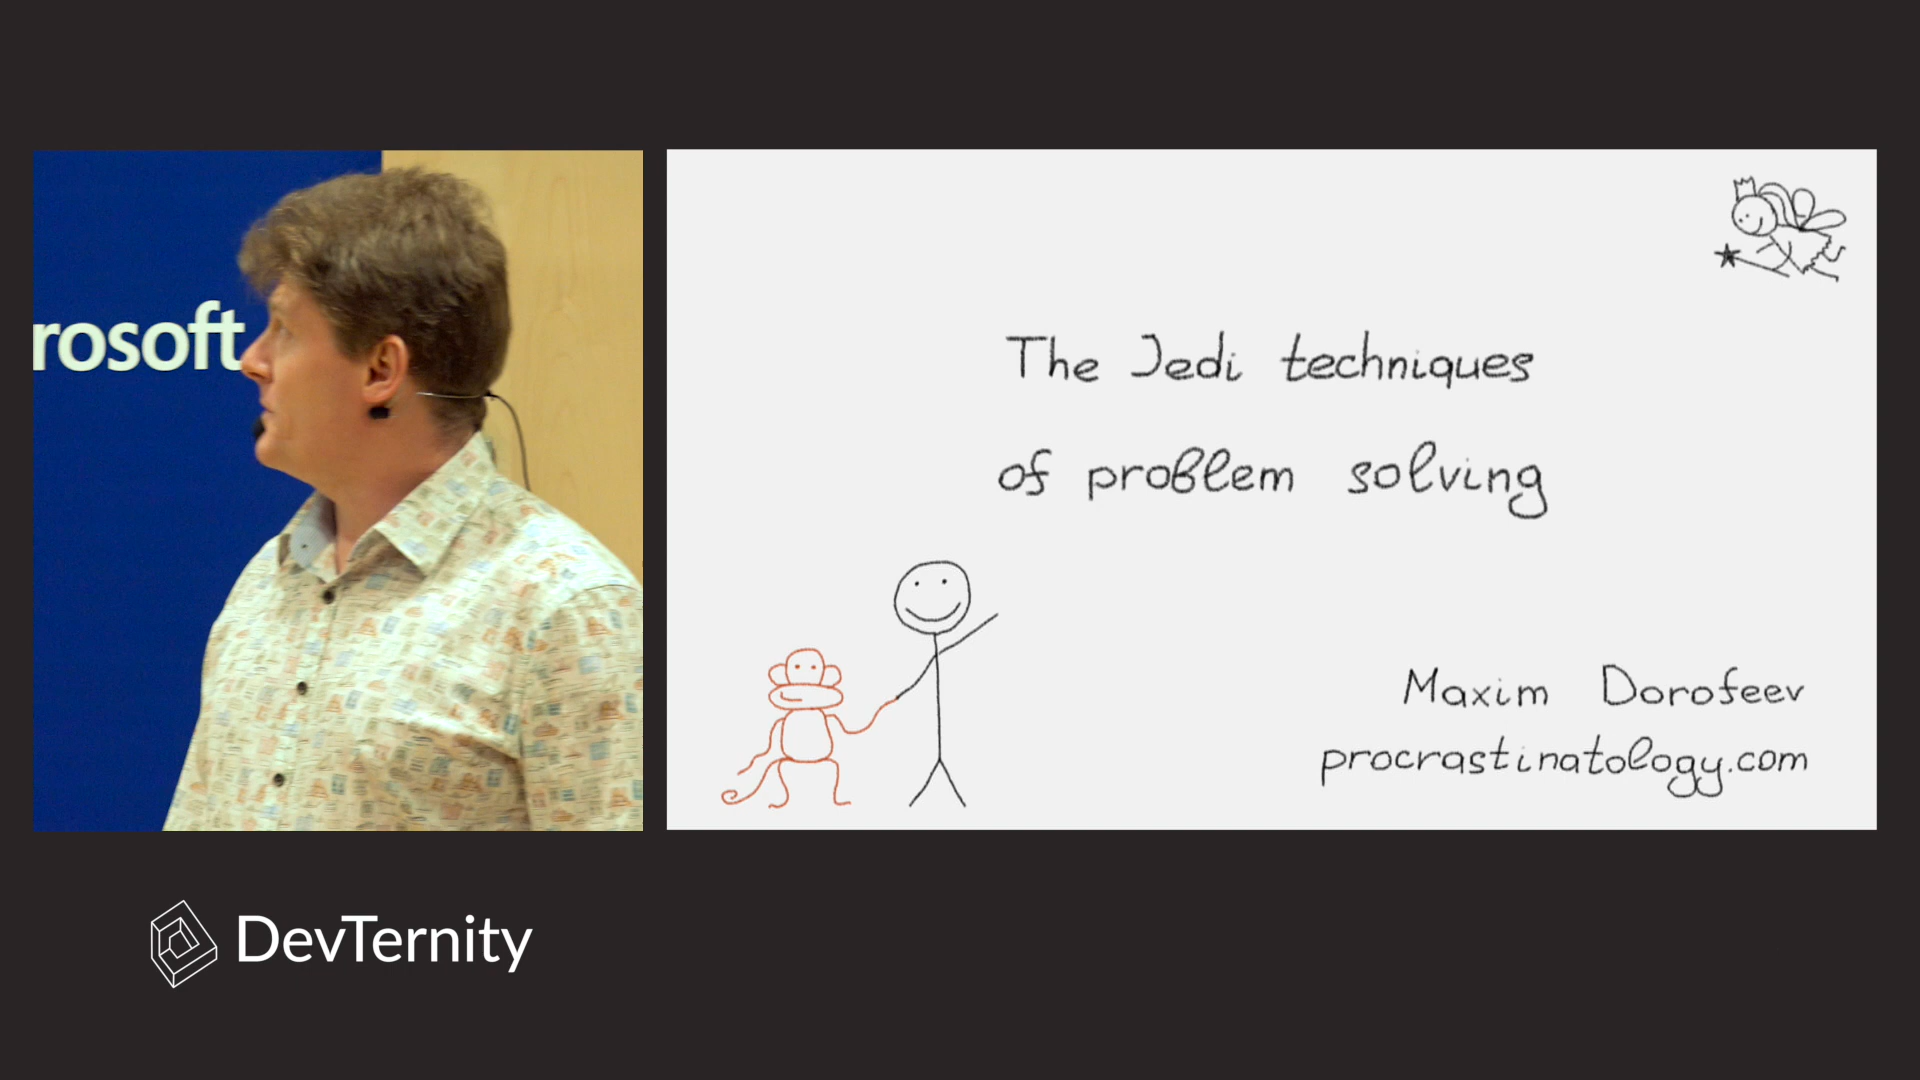 rosoft
The Jedi techniques
of problem solving
Maxim Dorofeev
procrastinatology.com
DevTernity